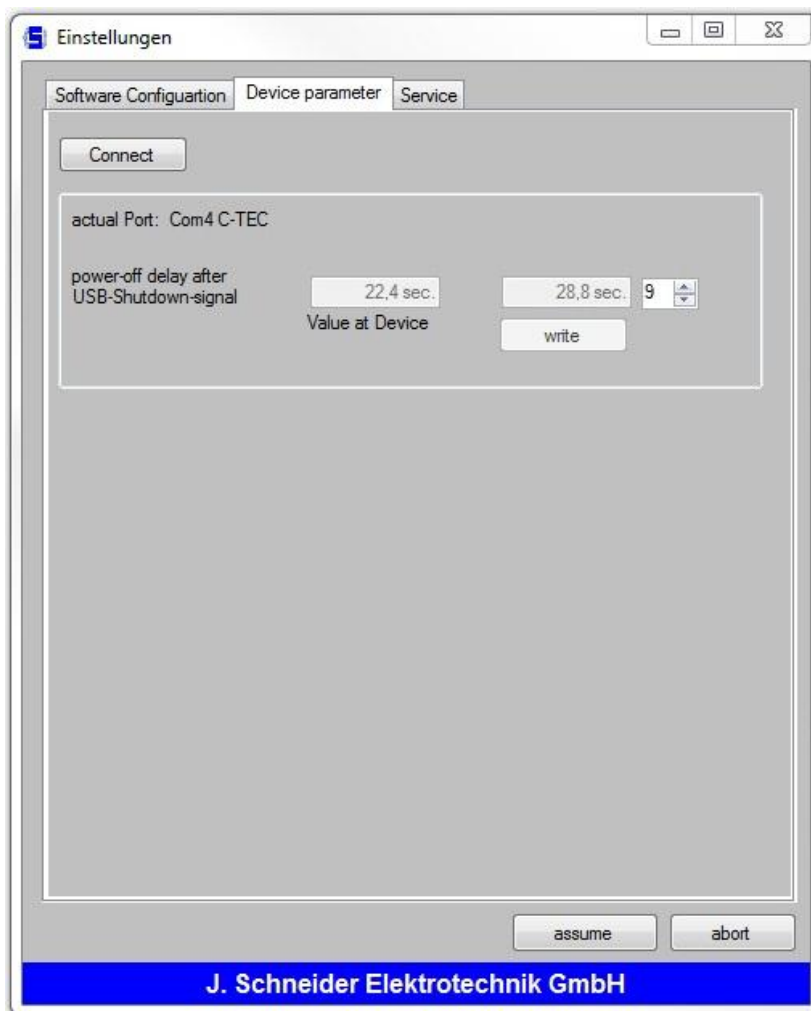 Einstellungen
Software Configuartion Device parameter Service
Connect
actual Port: Com4 C-TEC
power-off delay after
USB-Shutdown-signal
22,4 sec. 28,8 sec. 9
Value at Device
write
assume abort
J. Schneider Elektrotechnik GmbH